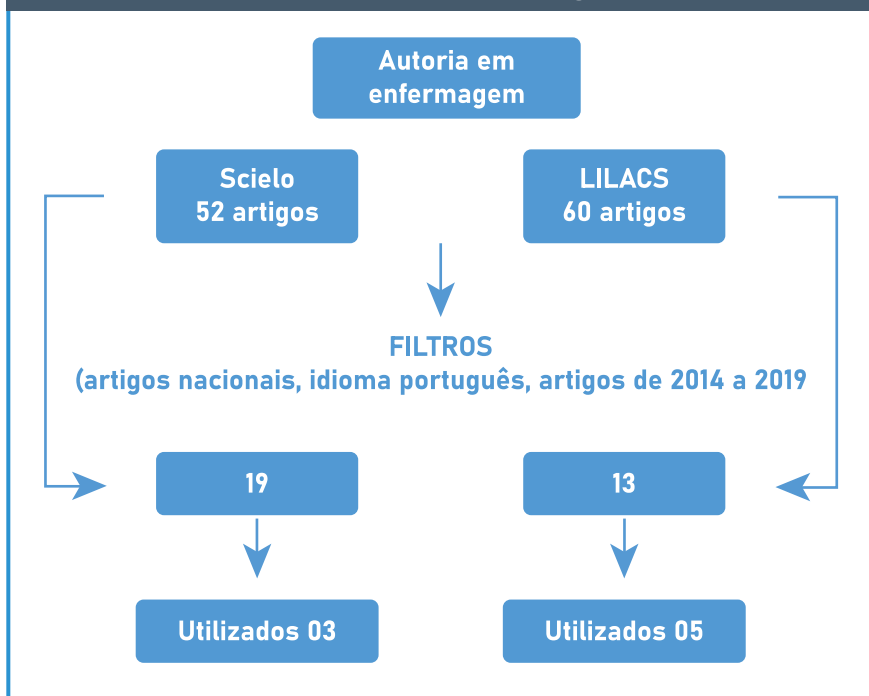 Autoria em
enfermagem
Scielo
52 artigos
LILACS
60 artigos
FILTROS
(artigos nacionais, idioma português, artigos de 2014 a 2019
19
13
Utilizados 03
Utilizados 05